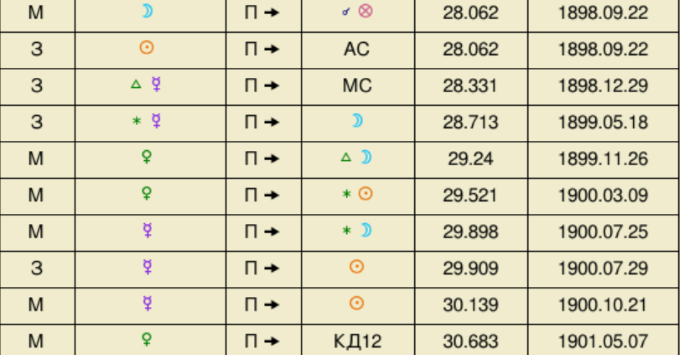 М ☽ П → ☌ ⊗ 28.062 1898.09.22
З ☉ П → АС 28.062 1898.09.22
З △ ☿ П → МС 28.331 1898.12.29
З ✶ ☿ П → ☽ 28.713 1899.05.18
М ♀ П → △ ☽ 29.24 1899.11.26
М ♀ П → ✶ ☉ 29.521 1900.03.09
М ☿ П → ✶ ☽ 29.898 1900.07.25
З ☿ П → ☉ 29.909 1900.07.29
М ☿ П → ☉ 30.139 1900.10.21
М ♀ П → КД12 30.683 1901.05.07